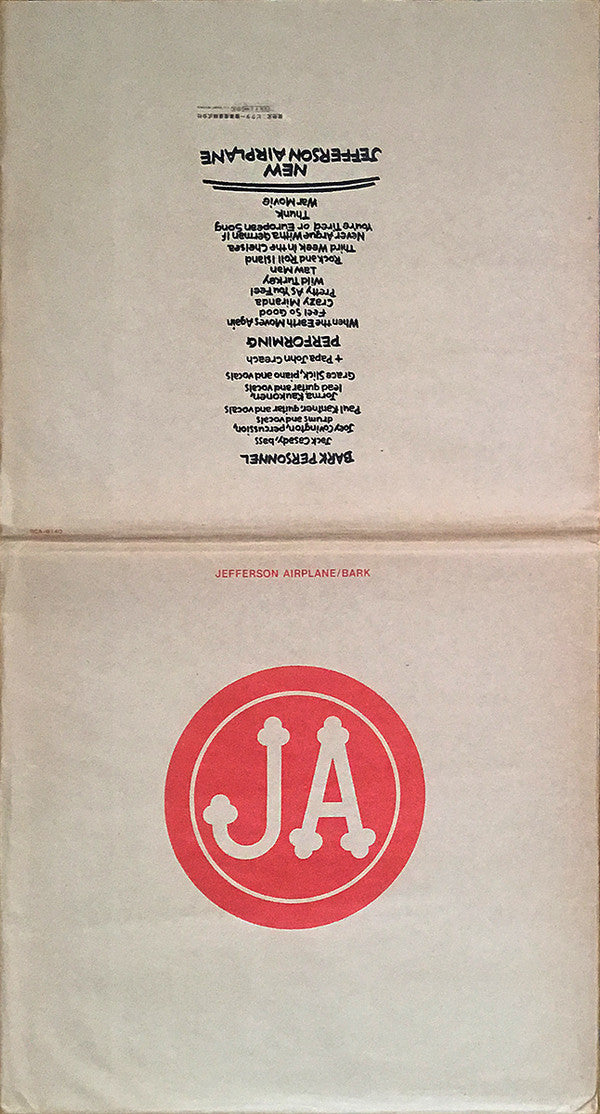 BARK PERSONNEL
Jack Casady, bass
Joey Covington, percussion,
drums and vocals
Paul Kantner, guitar and vocals
Jorma Kaukonen,
lead guitar and vocals
Grace Slick, piano and vocals
+ Papa John Creach
PERFORMING
When the Earth Moves Again
Feel So Good
Crazy Miranda
Pretty As You Feel
Wild Turkey
Law Man
Rock and Roll Island
Third Week in the Chelsea
Never Argue With a German If
You're Tired or European Song
Thunk
War Movie
NEW
JEFFERSON AIRPLANE
JEFFERSON AIRPLANE/BARK
JA